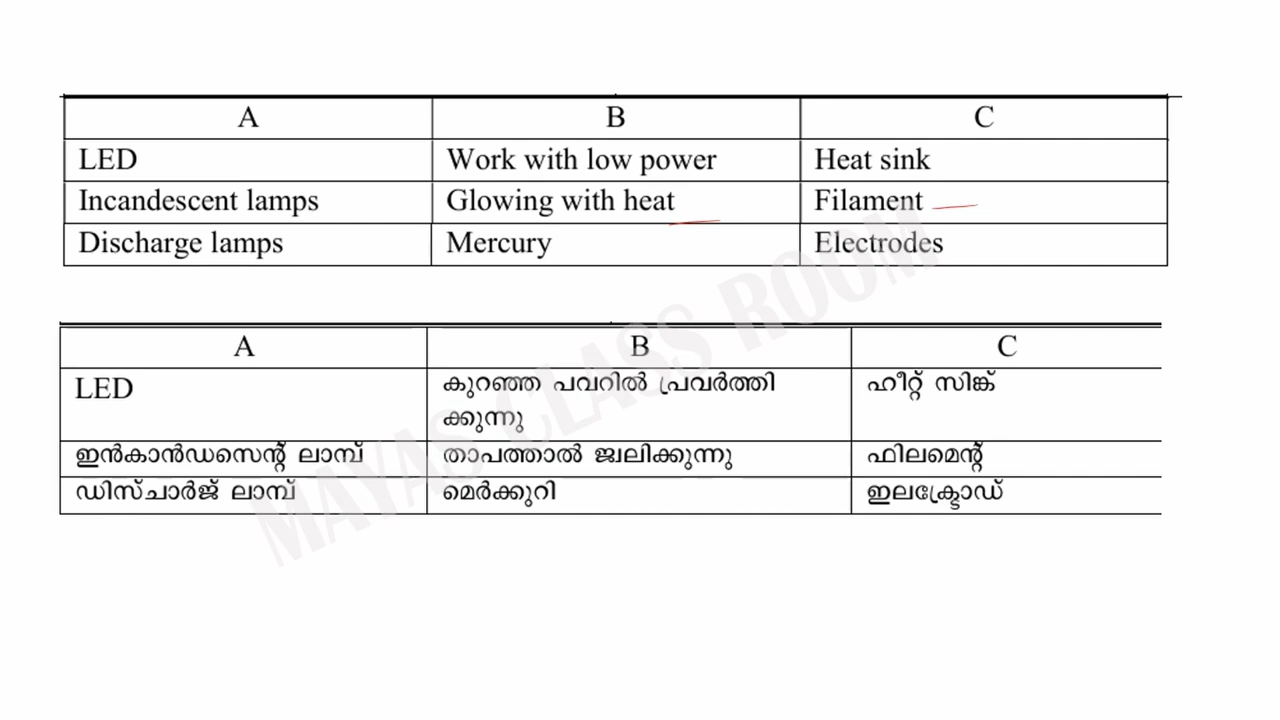 A B C
LED Work with low power Heat sink
Incandescent lamps Glowing with heat Filament
Discharge lamps Mercury Electrodes
A B C
LED കുറഞ്ഞ പവറിൽ പ്രവർത്തി ഹീറ്റ് സിങ്ക്
ക്കുന്നു
ഇൻകാൻഡസെന്റ് ലാമ്പ് താപത്താൽ ജ്വലിക്കുന്നു ഫിലമെന്റ്
ഡിസ്ചാർജ് ലാമ്പ് മെർക്കുറി ഇലക്ട്രോഡ്
MAYAS CLASS ROOM